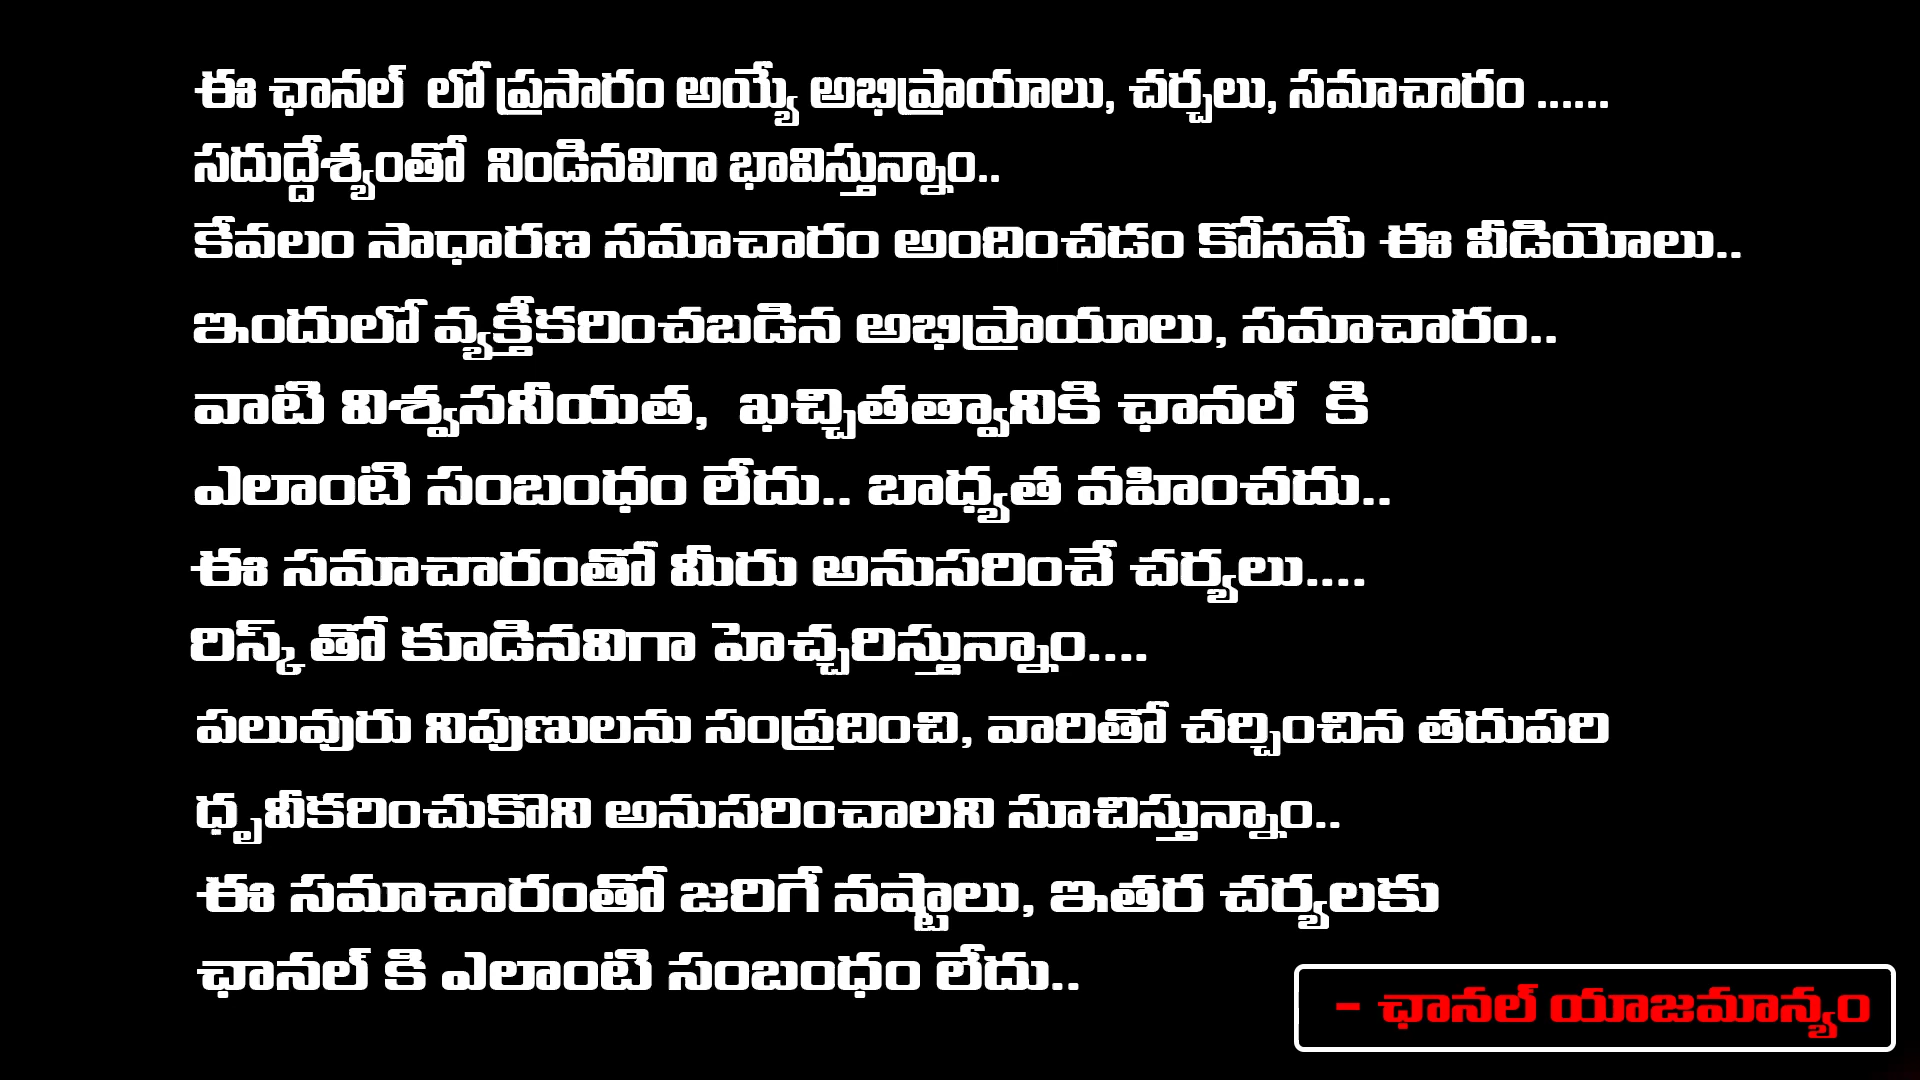 ఈ ఛానల్ లో ప్రసారం అయ్యే అభిప్రాయాలు, చర్చలు, సమాచారం ......
సదుద్దేశ్యంతో నిండినవిగా భావిస్తున్నాం..
కేవలం సాధారణ సమాచారం అందించడం కోసమే ఈ వీడియోలు..
ఇందులో వ్యక్తీకరించబడిన అభిప్రాయాలు, సమాచారం..
వాటి విశ్వసనీయత, ఖచ్చితత్వానికి ఛానల్ కి
ఎలాంటి సంబంధం లేదు.. బాధ్యత వహించదు..
ఈ సమాచారంతో మీరు అనుసరించే చర్యలు....
రిస్క్ తో కూడినవిగా హెచ్చరిస్తున్నాం....
పలువురు నిపుణులను సంప్రదించి, వారితో చర్చించిన తదుపరి
ధృవీకరించుకొని అనుసరించాలని సూచిస్తున్నాం..
ఈ సమాచారంతో జరిగే నష్టాలు, ఇతర చర్యలకు
ఛానల్ కి ఎలాంటి సంబంధం లేదు..
- ఛానల్ యాజమాన్యం